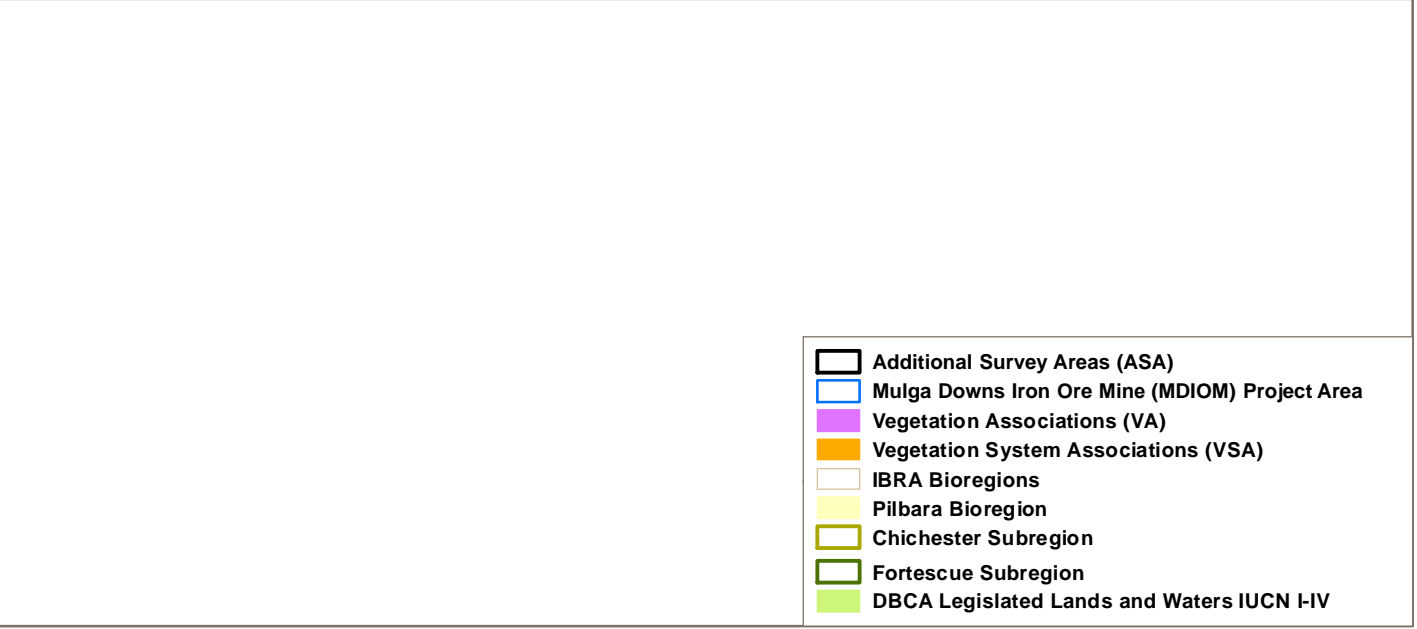 Additional Survey Areas (ASA)
Mulga Downs Iron Ore Mine (MDIOM) Project Area
Vegetation Associations (VA)
Vegetation System Associations (VSA)
IBRA Bioregions
Pilbara Bioregion
Chichester Subregion
Fortescue Subregion
DBCA Legislated Lands and Waters IUCN I-IV